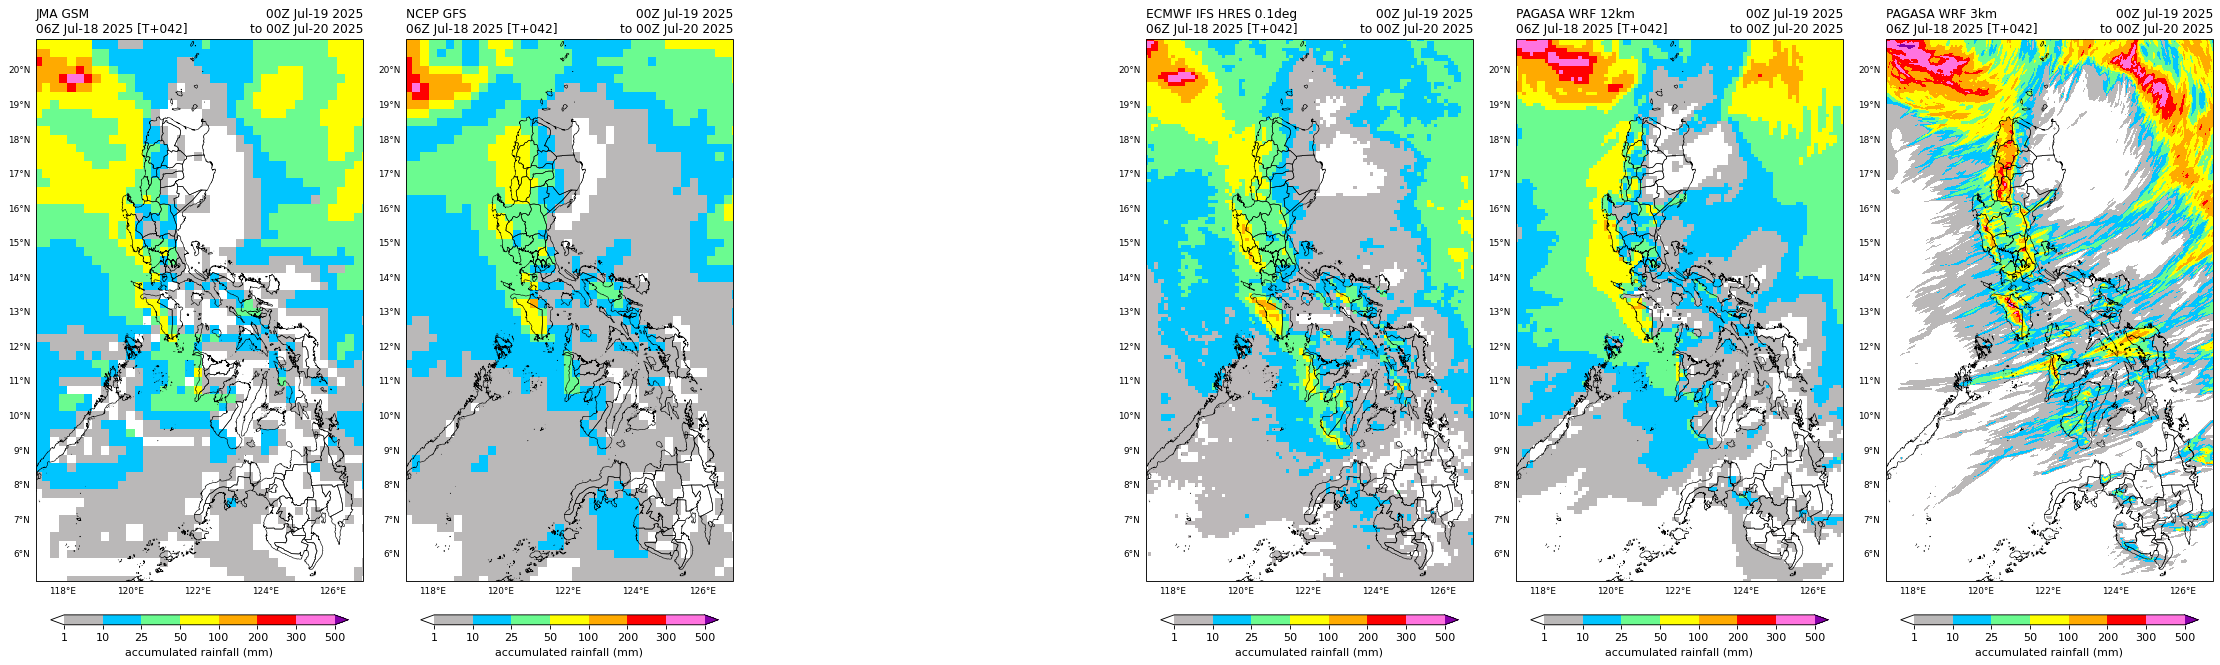 JMA GSM 00Z Jul-19 2025
06Z Jul-18 2025 [T+042] to 00Z Jul-20 2025
20°N
19°N
18°N
17°N
16°N
15°N
14°N
13°N
12°N
11°N
10°N
9°N
8°N
7°N
6°N
118°E 120°E 122°E 124°E 126°E
1 10 25 50 100 200 300 500
accumulated rainfall (mm)
NCEP GFS 00Z Jul-19 2025
06Z Jul-18 2025 [T+042] to 00Z Jul-20 2025
20°N
19°N
18°N
17°N
16°N
15°N
14°N
13°N
12°N
11°N
10°N
9°N
8°N
7°N
6°N
118°E 120°E 122°E 124°E 126°E
1 10 25 50 100 200 300 500
accumulated rainfall (mm)
ECMWF IFS HRES 0.1deg 00Z Jul-19 2025
06Z Jul-18 2025 [T+042] to 00Z Jul-20 2025
20°N
19°N
18°N
17°N
16°N
15°N
14°N
13°N
12°N
11°N
10°N
9°N
8°N
7°N
6°N
118°E 120°E 122°E 124°E 126°E
1 10 25 50 100 200 300 500
accumulated rainfall (mm)
PAGASA WRF 12km 00Z Jul-19 2025
06Z Jul-18 2025 [T+042] to 00Z Jul-20 2025
20°N
19°N
18°N
17°N
16°N
15°N
14°N
13°N
12°N
11°N
10°N
9°N
8°N
7°N
6°N
118°E 120°E 122°E 124°E 126°E
1 10 25 50 100 200 300 500
accumulated rainfall (mm)
PAGASA WRF 3km 00Z Jul-19 2025
06Z Jul-18 2025 [T+042] to 00Z Jul-20 2025
20°N
19°N
18°N
17°N
16°N
15°N
14°N
13°N
12°N
11°N
10°N
9°N
8°N
7°N
6°N
118°E 120°E 122°E 124°E 126°E
1 10 25 50 100 200 300 500
accumulated rainfall (mm)